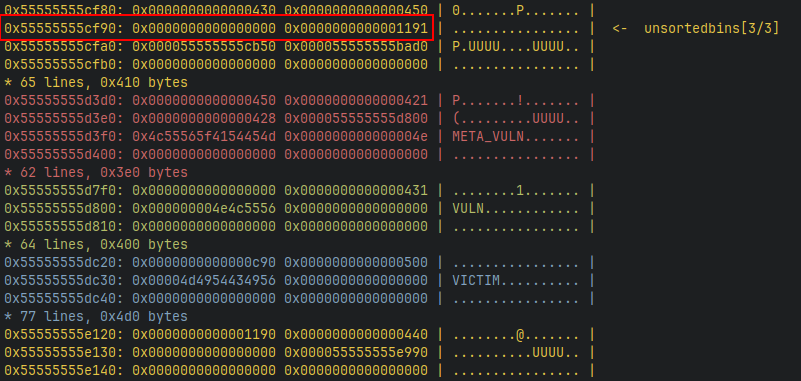 0x55555555cf80: 0x0000000000000430 0x0000000000000450 | 0.......P....... |
0x55555555cf90: 0x0000000000000000 0x0000000000001191 | ................ | <- unsortedbins[3/3]
0x55555555cfa0: 0x000055555555cb50 0x000055555555bad0 | P.UUUU....UUUU.. |
0x55555555cfb0: 0x0000000000000000 0x0000000000000000 | ................ |
* 65 lines, 0x410 bytes
0x55555555d3d0: 0x0000000000000450 0x0000000000000421 | P.......!....... |
0x55555555d3e0: 0x0000000000000428 0x000055555555d800 | (.........UUUU.. |
0x55555555d3f0: 0x4c55565f4154454d 0x000000000000004e | META_VULN....... |
0x55555555d400: 0x0000000000000000 0x0000000000000000 | ................ |
* 62 lines, 0x3e0 bytes
0x55555555d7f0: 0x0000000000000000 0x0000000000000431 | ........1....... |
0x55555555d800: 0x000000004e4c5556 0x0000000000000000 | VULN............ |
0x55555555d810: 0x0000000000000000 0x0000000000000000 | ................ |
* 64 lines, 0x400 bytes
0x55555555dc20: 0x0000000000000c90 0x0000000000000500 | ................ |
0x55555555dc30: 0x00004d4954434956 0x0000000000000000 | VICTIM.......... |
0x55555555dc40: 0x0000000000000000 0x0000000000000000 | ................ |
* 77 lines, 0x4d0 bytes
0x55555555e120: 0x0000000000001190 0x0000000000000440 | ........@....... |
0x55555555e130: 0x0000000000000000 0x000055555555e990 | ..........UUUU.. |
0x55555555e140: 0x0000000000000000 0x0000000000000000 | ................ |